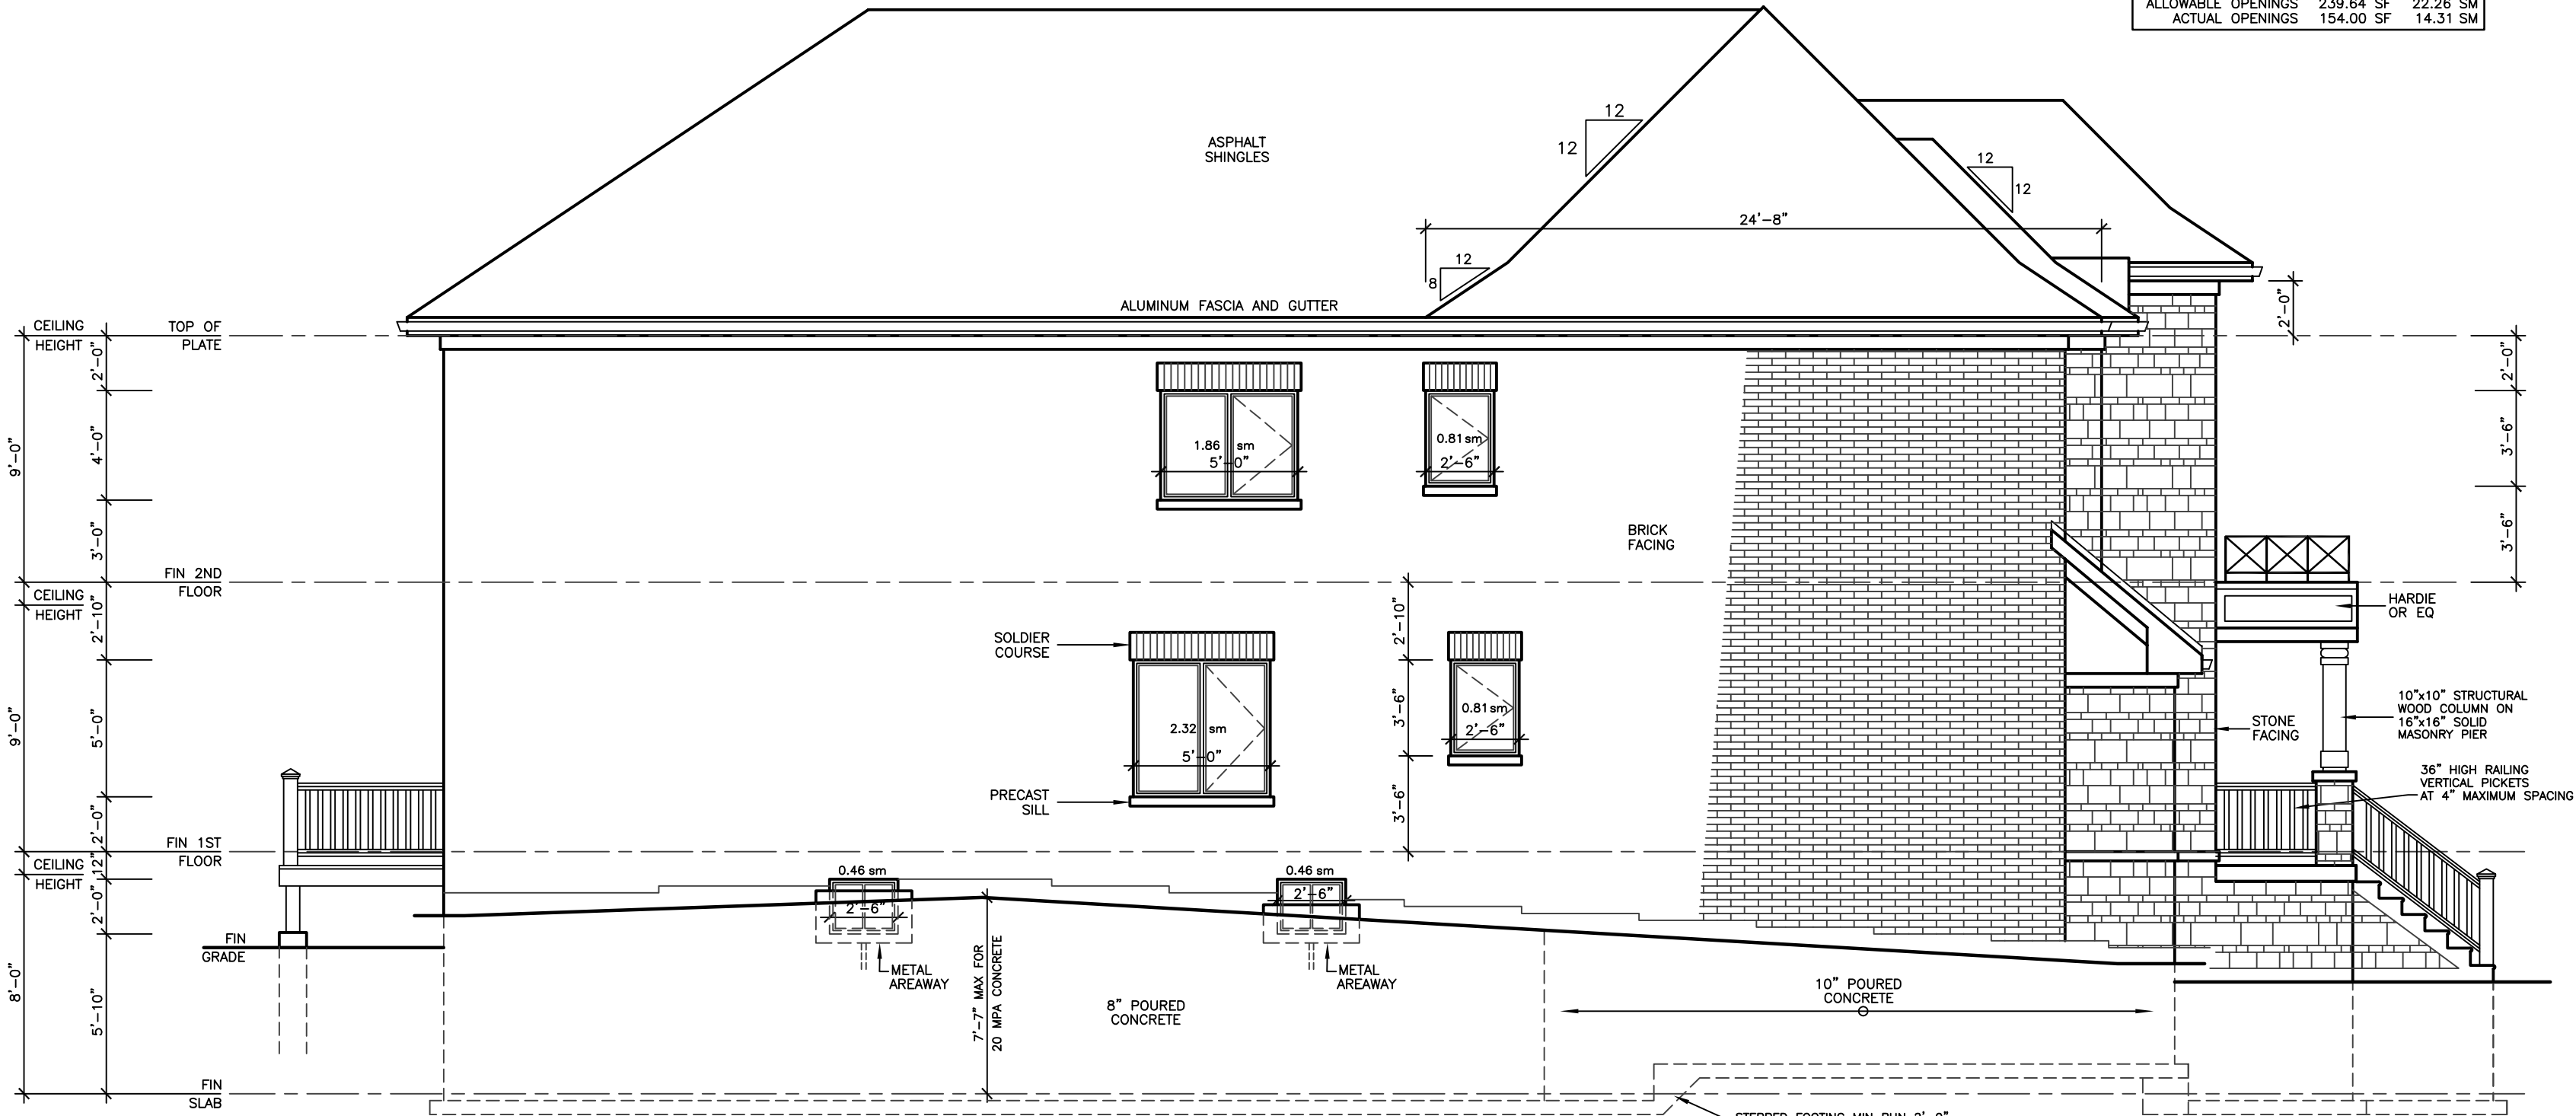 ALLOWABLE OPENINGS 239.64 SF 22.26 SM
ACTUAL OPENINGS 154.00 SF 14.31 SM
12
12
ASPHALT
SHINGLES
12
12
24'-8"
12
8
ALUMINUM FASCIA AND GUTTER
2'-0"
CEILING
HEIGHT
TOP OF
PLATE
2'-0"
4'-0"
9'-0"
3'-0"
1.86 sm
5'-0"
0.81 sm
2'-6"
2'-0"
3'-6"
3'-6"
BRICK
FACING
FIN 2ND
FLOOR
CEILING
HEIGHT
2'-10"
5'-0"
9'-0"
2'-0"
SOLDIER
COURSE
2.32 sm
5'-0"
PRECAST
SILL
2'-10"
3'-6"
3'-6"
0.81 sm
2'-6"
HARDIE
OR EQ
10"x10" STRUCTURAL
WOOD COLUMN ON
16"x16" SOLID
MASONRY PIER
STONE
FACING
36" HIGH RAILING
VERTICAL PICKETS
AT 4" MAXIMUM SPACING
FIN 1ST
FLOOR
CEILING
HEIGHT
12"
2'-0"
8'-0"
5'-10"
0.46 sm
2'-6"
0.46 sm
2'-6"
FIN
GRADE
METAL
AREAWAY
METAL
AREAWAY
7'-7" MAX FOR
20 MPA CONCRETE
8" POURED
CONCRETE
10" POURED
CONCRETE
FIN
SLAB
STEPPED FOOTING MIN RUN 2'-0"